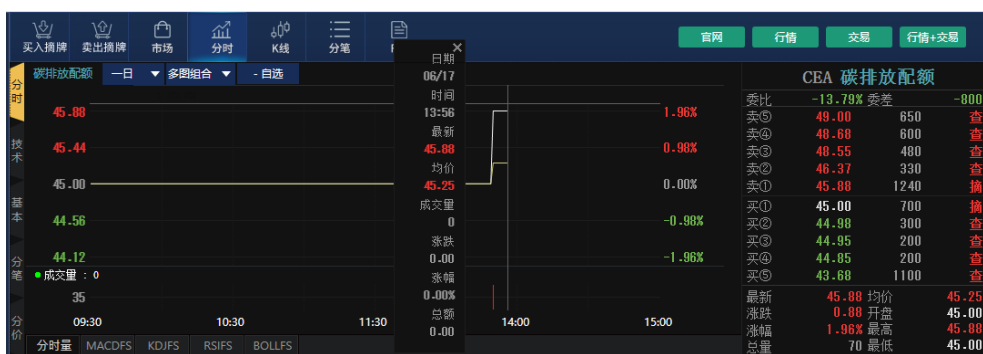 买入摘牌 卖出摘牌 市场 分时 K线 分笔
官网 行情 交易 行情+交易
碳排放配额 一日 ▼ 多图组合 ▼ - 自选
分时
技术
基本
分笔
分价
45.88 1.96%
45.44 0.98%
45.00 0.00%
44.56 -0.98%
44.12 -1.96%
●成交量 : 0
35
09:30 10:30 11:30 14:00 15:00
分时量 MACDFS KDJFS RSIFS BOLLFS
×
日期
06/17
时间
13:56
最新
45.88
均价
45.25
成交量
0
涨跌
0.00
涨幅
0.00%
总额
0.00
CEA 碳排放配额
委比 -13.79% 委差 -800
卖⑤ 49.00 650 查
卖④ 48.68 600 查
卖③ 48.55 480 查
卖② 46.37 330 查
卖① 45.88 1240 摘
买① 45.00 700 摘
买② 44.98 300 查
买③ 44.95 200 查
买④ 44.85 200 查
买⑤ 43.68 1100 查
最新 45.88 均价 45.25
涨跌 0.88 开盘 45.00
涨幅 1.96% 最高 45.88
总量 70 最低 45.00